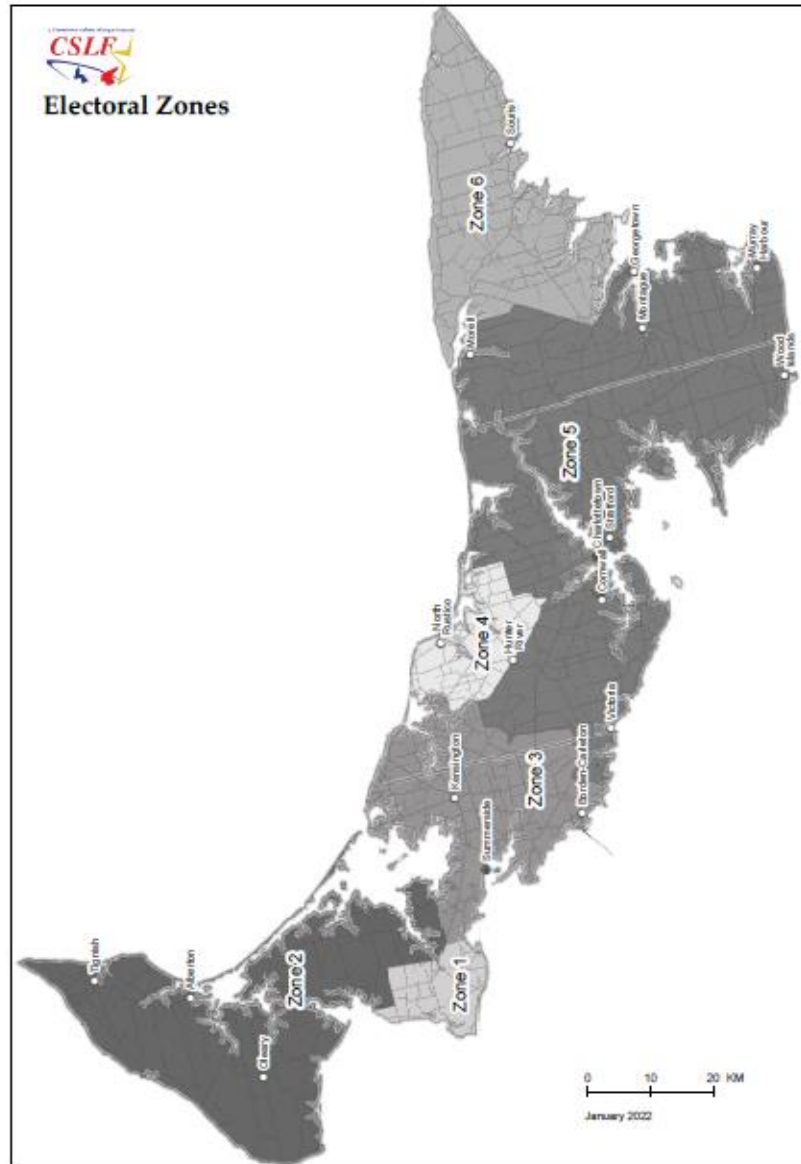 CSLF
Electoral Zones
Souris
Zone 6
Georgetown
Murray
Harbour
Montague
Morell
Wood
Islands
Zone 5
Charlottetown
Stratford
Cornwall
North
Rustico
Zone 4
Hunter
River
Victoria
Kensington
Zone 3
Borden-Carleton
Summerside
Tignish
Alberton
Zone 2
Zone 1
O'leary
0 10 20 KM
January 2022